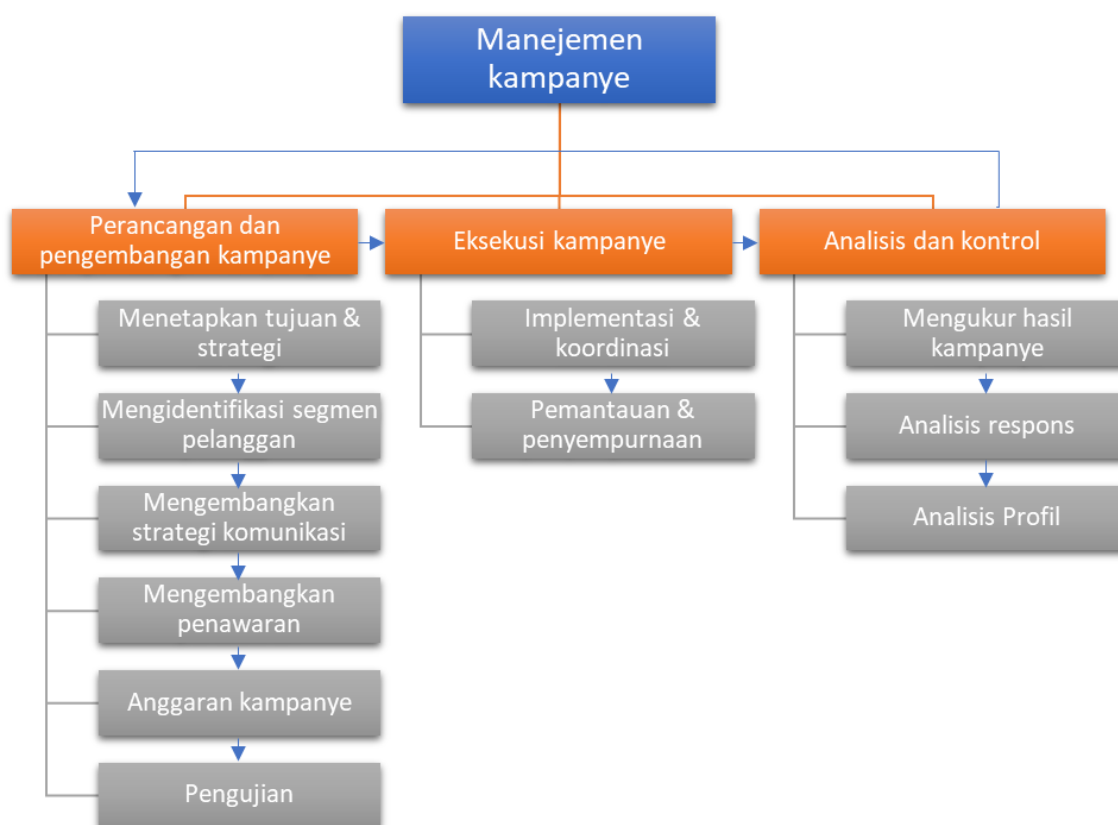 Manejemen
kampanye
Perancangan dan
pengembangan kampanye
Eksekusi kampanye
Analisis dan kontrol
Menetapkan tujuan &
strategi
Mengidentifikasi segmen
pelanggan
Mengembangkan
strategi komunikasi
Mengembangkan
penawaran
Anggaran kampanye
Pengujian
Implementasi &
koordinasi
Pemantauan &
penyempurnaan
Mengukur hasil
kampanye
Analisis respons
Analisis Profil